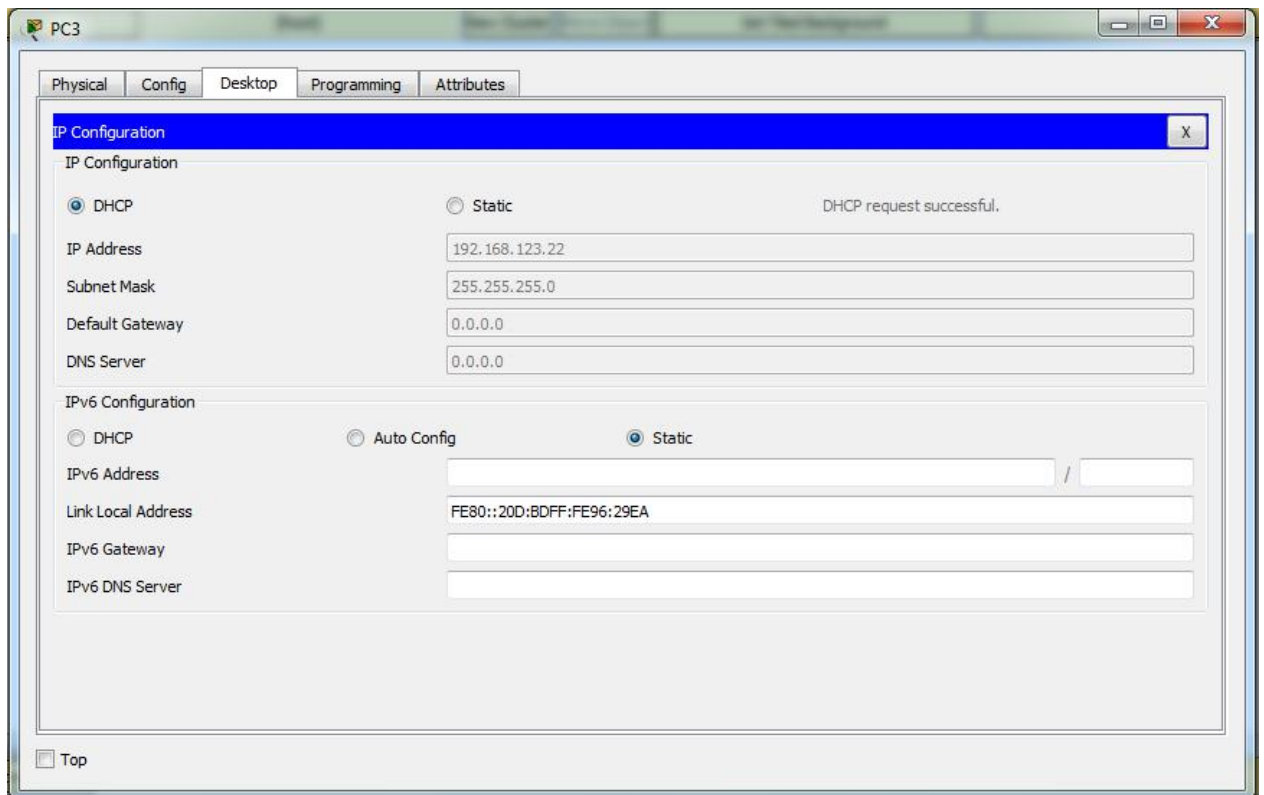 PC3
Physical Config Desktop Programming Attributes
IP Configuration X
IP Configuration
DHCP Static DHCP request successful.
IP Address 192.168.123.22
Subnet Mask 255.255.255.0
Default Gateway 0.0.0.0
DNS Server 0.0.0.0
IPv6 Configuration
DHCP Auto Config Static
IPv6 Address /
Link Local Address FE80::20D:BDFF:FE96:29EA
IPv6 Gateway
IPv6 DNS Server
Top